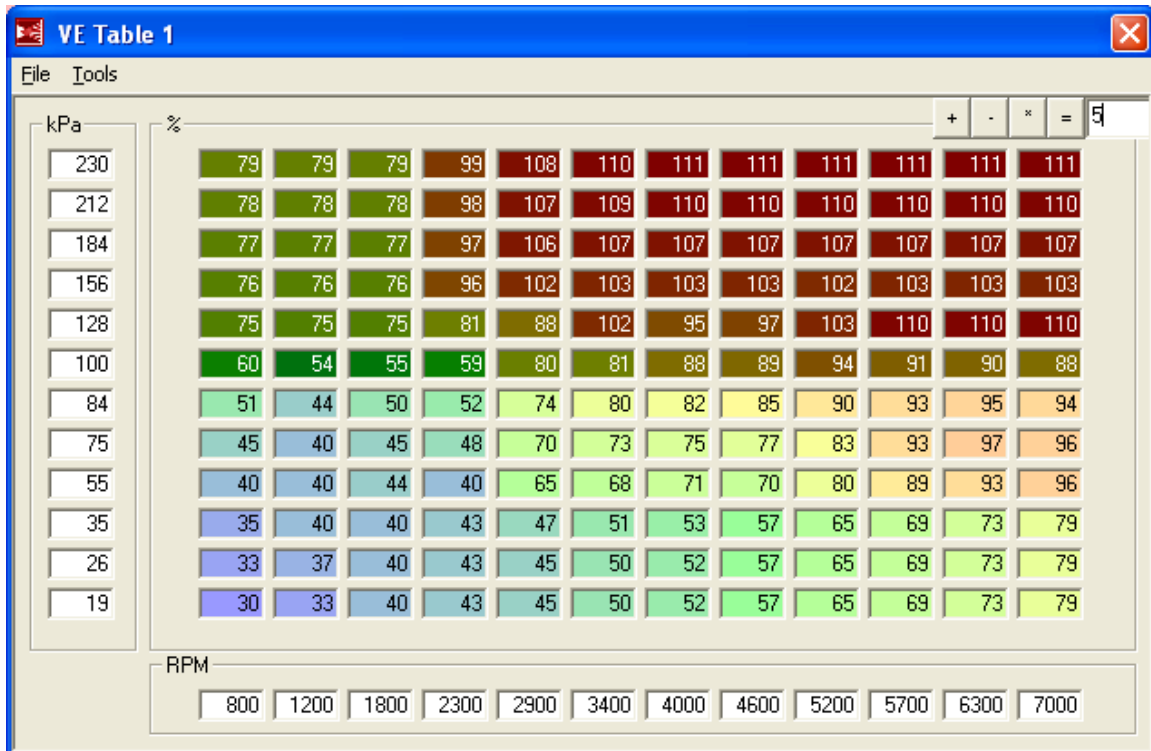 VE Table 1
File Tools
+ - * = 5
kPa %
230 79 79 79 99 108 110 111 111 111 111 111 111
212 78 78 78 98 107 109 110 110 110 110 110 110
184 77 77 77 97 106 107 107 107 107 107 107 107
156 76 76 76 96 102 103 103 103 102 103 103 103
128 75 75 75 81 88 102 95 97 103 110 110 110
100 60 54 55 59 80 81 88 89 94 91 90 88
84 51 44 50 52 74 80 82 85 90 93 95 94
75 45 40 45 48 70 73 75 77 83 93 97 96
55 40 40 44 40 65 68 71 70 80 89 93 96
35 35 40 40 43 47 51 53 57 65 69 73 79
26 33 37 40 43 45 50 52 57 65 69 73 79
19 30 33 40 43 45 50 52 57 65 69 73 79
RPM
800 1200 1800 2300 2900 3400 4000 4600 5200 5700 6300 7000